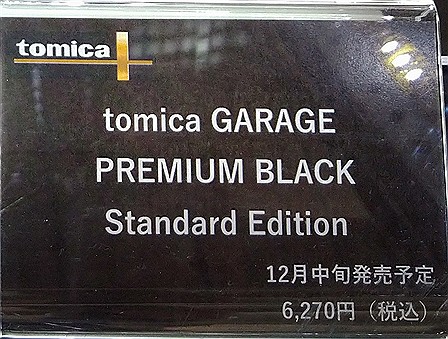 tomica
tomica GARAGE
PREMIUM BLACK
Standard Edition
12月中旬発売予定
6,270円（税込）